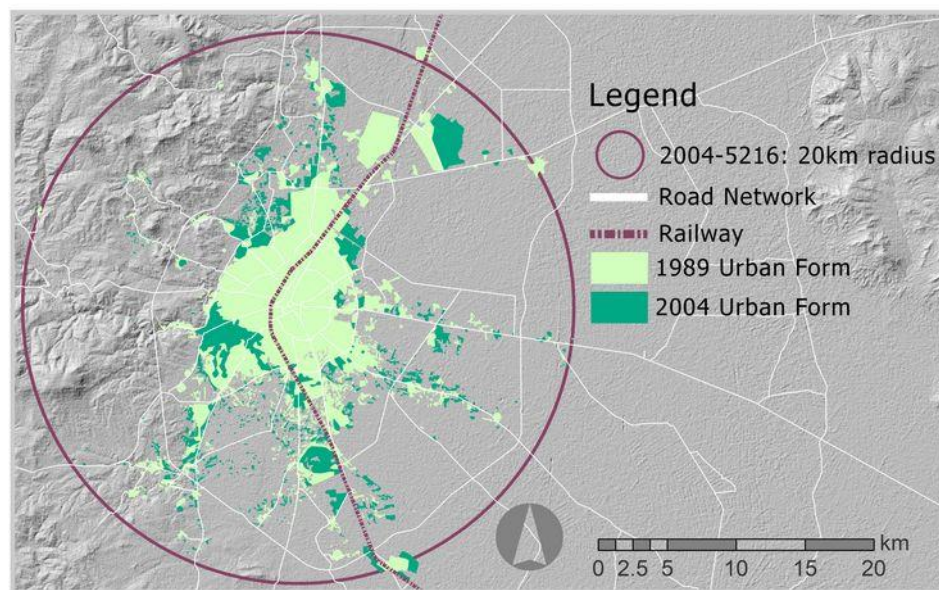 Legend
2004-5216: 20km radius
Road Network
Railway
1989 Urban Form
2004 Urban Form
km
0 2.5 5 10 15 20